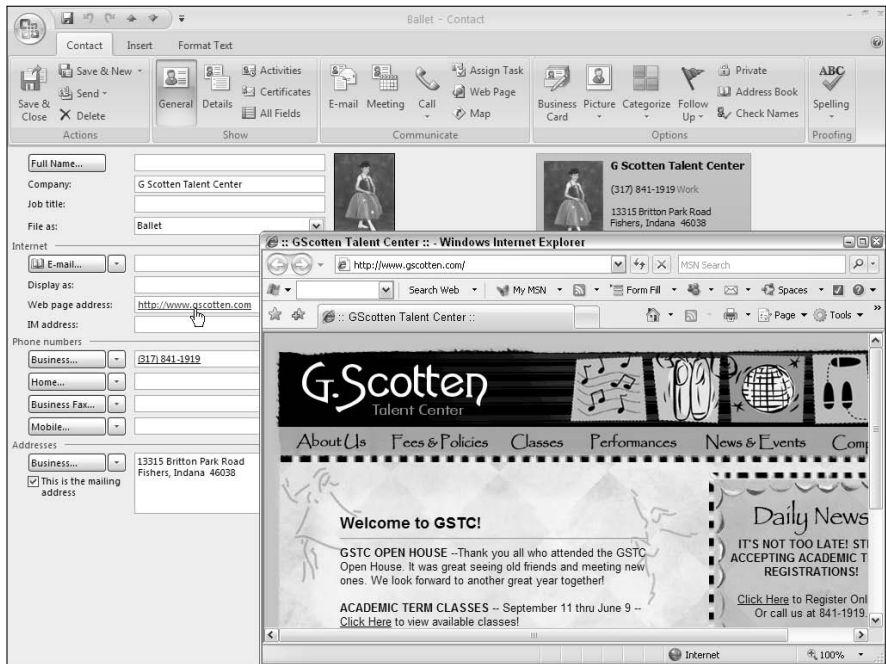 Ballet - Contact
Contact Insert Format Text
Save & Close
Save & New
Send
Delete
Actions
General
Details
Activities
Certificates
All Fields
Show
E-mail
Meeting
Call
Assign Task
Web Page
Map
Communicate
Business Card
Picture
Categorize
Follow Up
Private
Address Book
Check Names
Options
ABC
Spelling
Proofing
Full Name...
Company: G Scotten Talent Center
Job title:
File as: Ballet
Internet
E-mail...
Display as:
Web page address: http://www.gscotten.com
IM address:
Phone numbers
Business... (317) 841-1919
Home...
Business Fax...
Mobile...
Addresses
Business... 13315 Britton Park Road
Fishers, Indana 46038
This is the mailing
address
G Scotten Talent Center
(317) 841-1919 Work
13315 Britton Park Road
Fishers, Indana 46038
:: GScotten Talent Center :: - Windows Internet Explorer
http://www.gscotten.com/ MSN Search
Search Web My MSN Form Fill Spaces
:: GScotten Talent Center :: Page Tools »
G.Scotten
Talent Center
About Us Fees & Policies Classes Performances News & Events Comp
Welcome to GSTC!
GSTC OPEN HOUSE --Thank you all who attended the GSTC
Open House. It was great seeing old friends and meeting new
ones. We look forward to another great year together!
ACADEMIC TERM CLASSES -- September 11 thru June 9 --
Click Here to view available classes!
Daily News
IT'S NOT TOO LATE! STI
ACCEPTING ACADEMIC T
REGISTRATIONS!
Click Here to Register Onl
Or call us at 841-1919.
Internet 100%